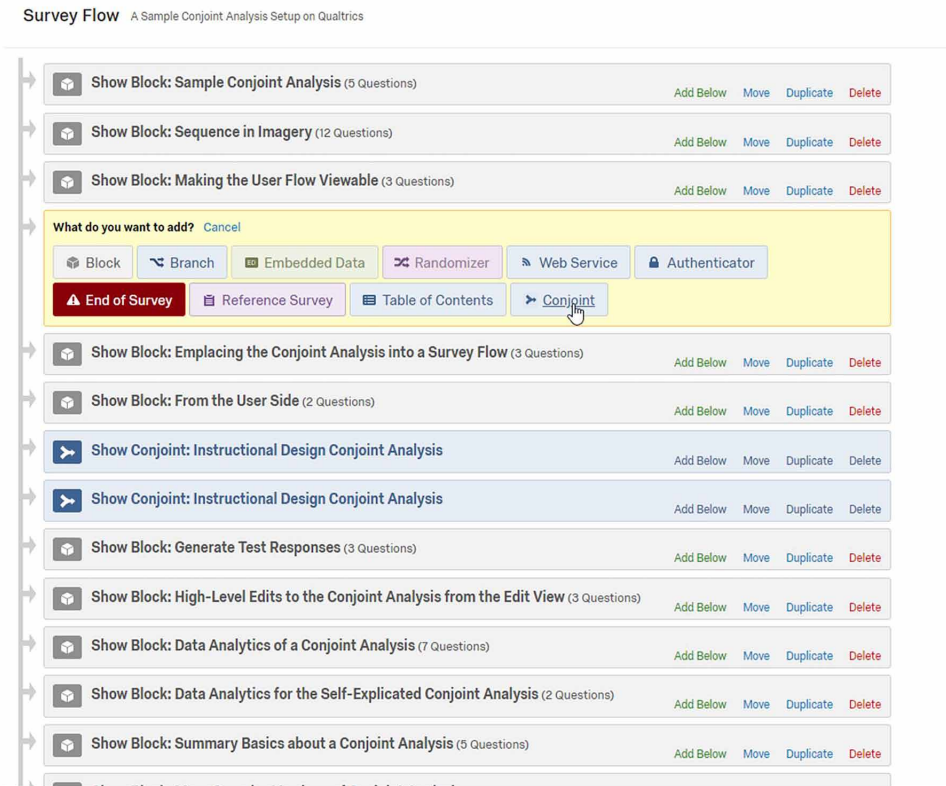 Survey Flow A Sample Conjoint Analysis Setup on Qualtrics
Show Block: Sample Conjoint Analysis (5 Questions)
Add Below Move Duplicate Delete
Show Block: Sequence in Imagery (12 Questions)
Add Below Move Duplicate Delete
Show Block: Making the User Flow Viewable (3 Questions)
Add Below Move Duplicate Delete
What do you want to add? Cancel
Block Branch ED Embedded Data Randomizer Web Service Authenticator
End of Survey Reference Survey Table of Contents Conjoint
Show Block: Emplacing the Conjoint Analysis into a Survey Flow (3 Questions)
Add Below Move Duplicate Delete
Show Block: From the User Side (2 Questions)
Add Below Move Duplicate Delete
Show Conjoint: Instructional Design Conjoint Analysis
Add Below Move Duplicate Delete
Show Conjoint: Instructional Design Conjoint Analysis
Add Below Move Duplicate Delete
Show Block: Generate Test Responses (3 Questions)
Add Below Move Duplicate Delete
Show Block: High-Level Edits to the Conjoint Analysis from the Edit View (3 Questions)
Add Below Move Duplicate Delete
Show Block: Data Analytics of a Conjoint Analysis (7 Questions)
Add Below Move Duplicate Delete
Show Block: Data Analytics for the Self-Explicated Conjoint Analysis (2 Questions)
Add Below Move Duplicate Delete
Show Block: Summary Basics about a Conjoint Analysis (5 Questions)
Add Below Move Duplicate Delete